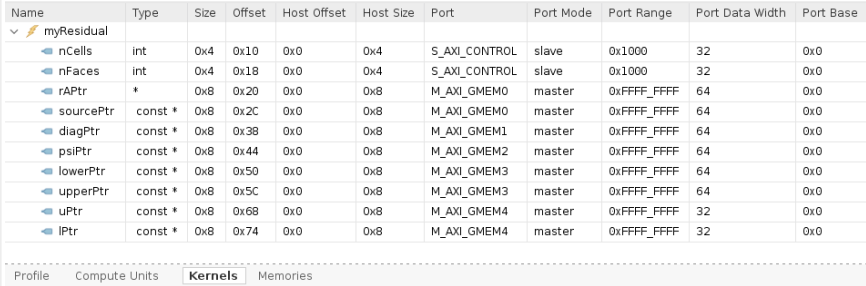 Name Type Size Offset Host Offset Host Size Port Port Mode Port Range Port Data Width Port Base
myResidual
nCells int 0x4 0x10 0x0 0x4 S_AXI_CONTROL slave 0x1000 32 0x0
nFaces int 0x4 0x18 0x0 0x4 S_AXI_CONTROL slave 0x1000 32 0x0
rAPtr * 0x8 0x20 0x0 0x8 M_AXI_GMEM0 master 0xFFFF_FFFF 64 0x0
sourcePtr const * 0x8 0x2C 0x0 0x8 M_AXI_GMEM0 master 0xFFFF_FFFF 64 0x0
diagPtr const * 0x8 0x38 0x0 0x8 M_AXI_GMEM1 master 0xFFFF_FFFF 64 0x0
psiPtr const * 0x8 0x44 0x0 0x8 M_AXI_GMEM2 master 0xFFFF_FFFF 64 0x0
lowerPtr const * 0x8 0x50 0x0 0x8 M_AXI_GMEM3 master 0xFFFF_FFFF 64 0x0
upperPtr const * 0x8 0x5C 0x0 0x8 M_AXI_GMEM3 master 0xFFFF_FFFF 64 0x0
uPtr const * 0x8 0x68 0x0 0x8 M_AXI_GMEM4 master 0xFFFF_FFFF 32 0x0
lPtr const * 0x8 0x74 0x0 0x8 M_AXI_GMEM4 master 0xFFFF_FFFF 32 0x0
Profile Compute Units Kernels Memories